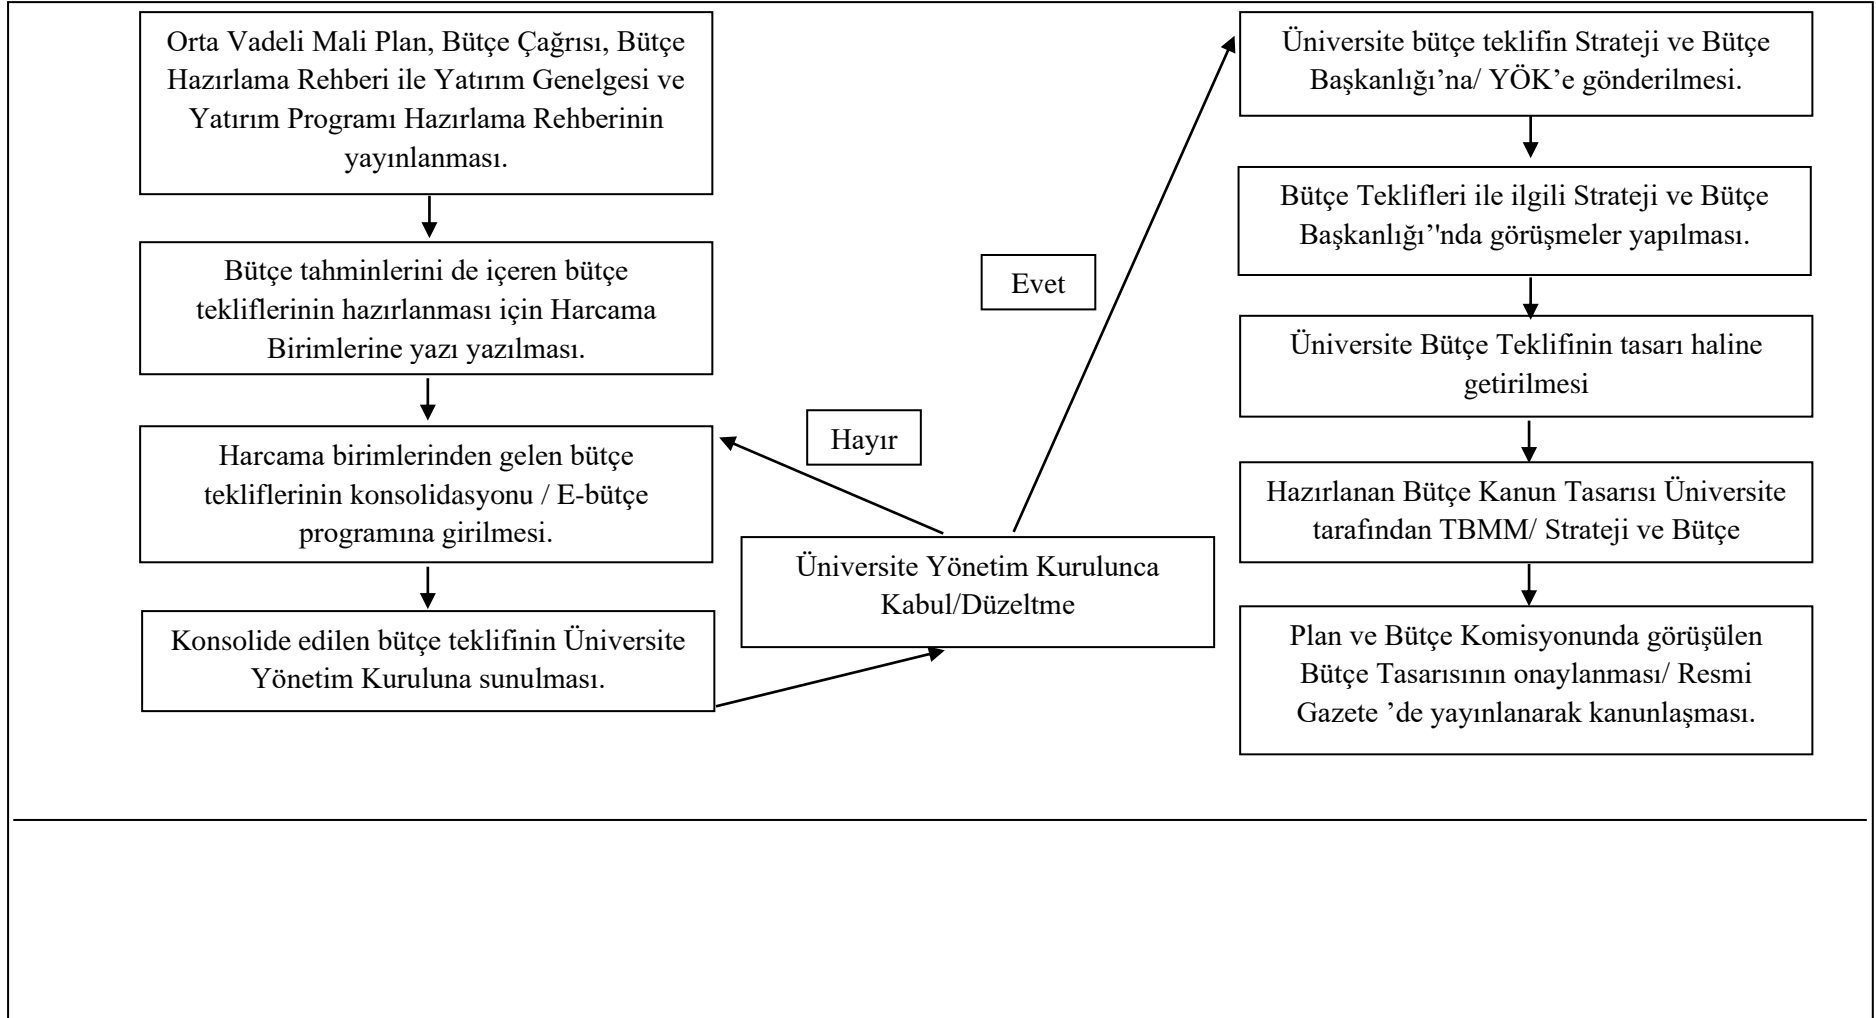 Orta Vadeli Mali Plan, Bütçe Çağrısı, Bütçe
Hazırlama Rehberi ile Yatırım Genelgesi ve
Yatırım Programı Hazırlama Rehberinin
yayınlanması.
Bütçe tahminlerini de içeren bütçe
tekliflerinin hazırlanması için Harcama
Birimlerine yazı yazılması.
Harcama birimlerinden gelen bütçe
tekliflerinin konsolidasyonu / E-bütçe
programına girilmesi.
Konsolide edilen bütçe teklifinin Üniversite
Yönetim Kuruluna sunulması.
Hayır
Üniversite Yönetim Kurulunca
Kabul/Düzeltme
Evet
Üniversite bütçe teklifin Strateji ve Bütçe
Başkanlığı’na/ YÖK’e gönderilmesi.
Bütçe Teklifleri ile ilgili Strateji ve Bütçe
Başkanlığı’'nda görüşmeler yapılması.
Üniversite Bütçe Teklifinin tasarı haline
getirilmesi
Hazırlanan Bütçe Kanun Tasarısı Üniversite
tarafından TBMM/ Strateji ve Bütçe
Plan ve Bütçe Komisyonunda görüşülen
Bütçe Tasarısının onaylanması/ Resmi
Gazete ’de yayınlanarak kanunlaşması.